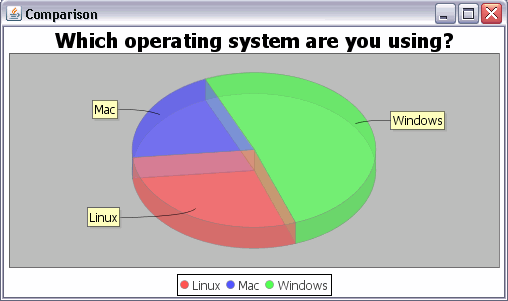 Comparison
Which operating system are you using?
Mac
Windows
Linux
Linux Mac Windows